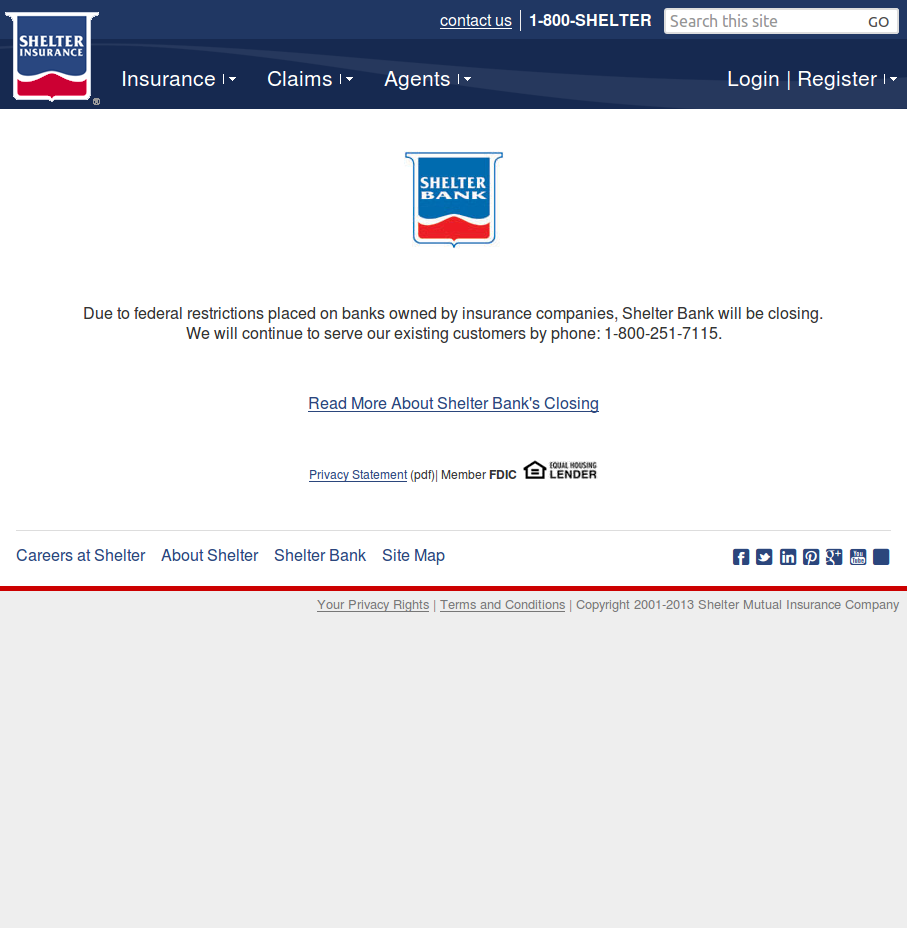 contact us | 1-800-SHELTER Search this site GO
SHELTER
INSURANCE
®
Insurance Claims Agents Login | Register
SHELTER
BANK
Due to federal restrictions placed on banks owned by insurance companies, Shelter Bank will be closing.
We will continue to serve our existing customers by phone: 1-800-251-7115.
Read More About Shelter Bank's Closing
Privacy Statement (pdf)| Member FDIC EQUAL HOUSING
LENDER
Careers at Shelter About Shelter Shelter Bank Site Map
f in P g+ You
Tube
Your Privacy Rights | Terms and Conditions | Copyright 2001-2013 Shelter Mutual Insurance Company